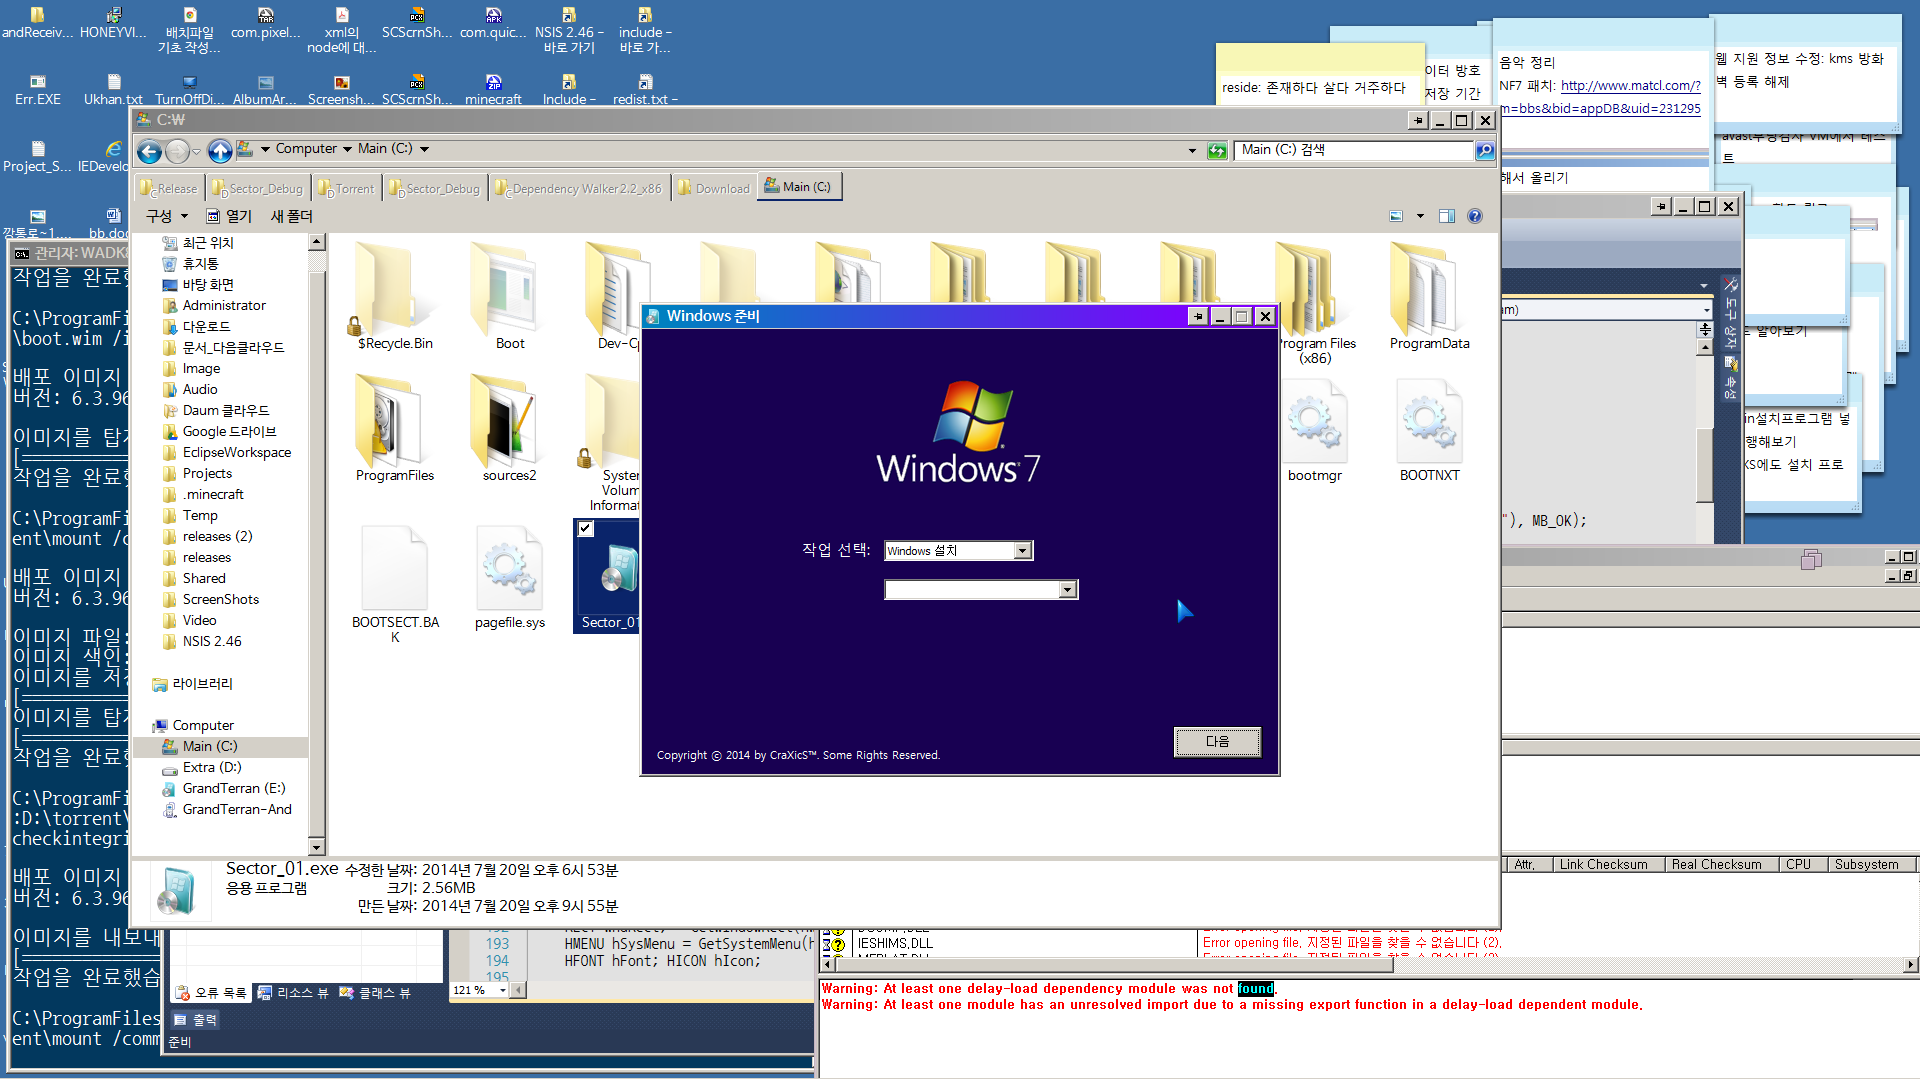 andReceiv...
HONEYVI...
배치파일
기초 작성...
com.pixel...
xml의
node에 대...
SCScrnSh...
com.quic...
NSIS 2.46 –
바로 가기
include –
바로 가...
Err.EXE
Ukhan.txt
TurnOffDi...
AlbumAr...
Screensh...
SCScrnSh...
minecraft
Include –
redist.txt –
Project_S...
IEDevelo
bb.doc
reside: 존재하다 살다 거주하다
이터 방호
저장 기간
음악 정리
NF7 패치: http://www.matcl.com/?
m=bbs&bid=appDB&uid=231295
웹 지원 정보 수정: kms 방화
벽 등록 해제
avast부팅검사 VM에서 테스
트
해서 올리기
도 알아보기
in설치프로그램 넣
행해보기
KS에도 설치 프로
C:\
Computer
Main (C:)
Main (C:) 검색
Release
Sector_Debug
Torrent
Sector_Debug
Dependency Walker2.2_x86
Download
Main (C:)
구성
열기
새 폴더
최근 위치
휴지통
바탕 화면
Administrator
다운로드
문서_다음클라우드
Image
Audio
Daum 클라우드
Google 드라이브
EclipseWorkspace
Projects
.minecraft
Temp
releases (2)
releases
Shared
ScreenShots
Video
NSIS 2.46
라이브러리
Computer
Main (C:)
Extra (D:)
GrandTerran (E:)
GrandTerran-And
$Recycle.Bin
Boot
Dev-Cp
Program Files
(x86)
ProgramData
ProgramFiles
sources2
System
Volum
Informat
bootmgr
BOOTNXT
BOOTSECT.BA
K
pagefile.sys
Sector_01
Windows 준비
Windows 7
작업 선택:
Windows 설치
다음
Copyright ⓒ 2014 by CraXicS™. Some Rights Reserved.
Sector_01.exe
수정한 날짜: 2014년 7월 20일 오후 6시 53분
응용 프로그램
크기: 2.56MB
만든 날짜: 2014년 7월 20일 오후 9시 55분
관리자: WADK8
작업을 완료했
C:\ProgramFi
\boot.wim /i
배포 이미지
버전: 6.3.96
이미지를 탑재
[===========
작업을 완료했
C:\ProgramFi
ent\mount /c
배포 이미지
버전: 6.3.96
이미지 파일:
이미지 색인:
이미지를 저장
[===========
이미지를 탑재
[===========
작업을 완료했
C:\ProgramFi
:D:\torrent\
checkintegri
배포 이미지
버전: 6.3.96
이미지를 내보내
[===========
작업을 완료했습
C:\ProgramFiles
ent\mount /comm
am)
도구 상자
속성
"), MB_OK);
193
HMENU hSysMenu = GetSystemMenu(h
194
HFONT hFont; HICON hIcon;
195
121 %
오류 목록
리소스 뷰
클래스 뷰
출력
준비
Attr.
Link Checksum
Real Checksum
CPU
Subsystem
IESHIMS.DLL
Error opening file. 지정된 파일을 찾을 수 없습니다 (2).
Warning: At least one delay-load dependency module was not found.
Warning: At least one module has an unresolved import due to a missing export function in a delay-load dependent module.